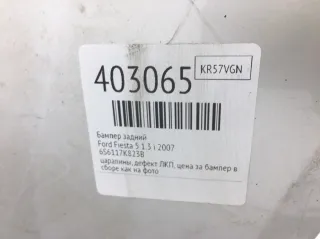 403065
KR57VGN
Бампер задний
Ford Fiesta 5 1.3 i 2007
6S6117K823B
царапины, дефект ЛКП, цена за бампер в
сборе как на фото